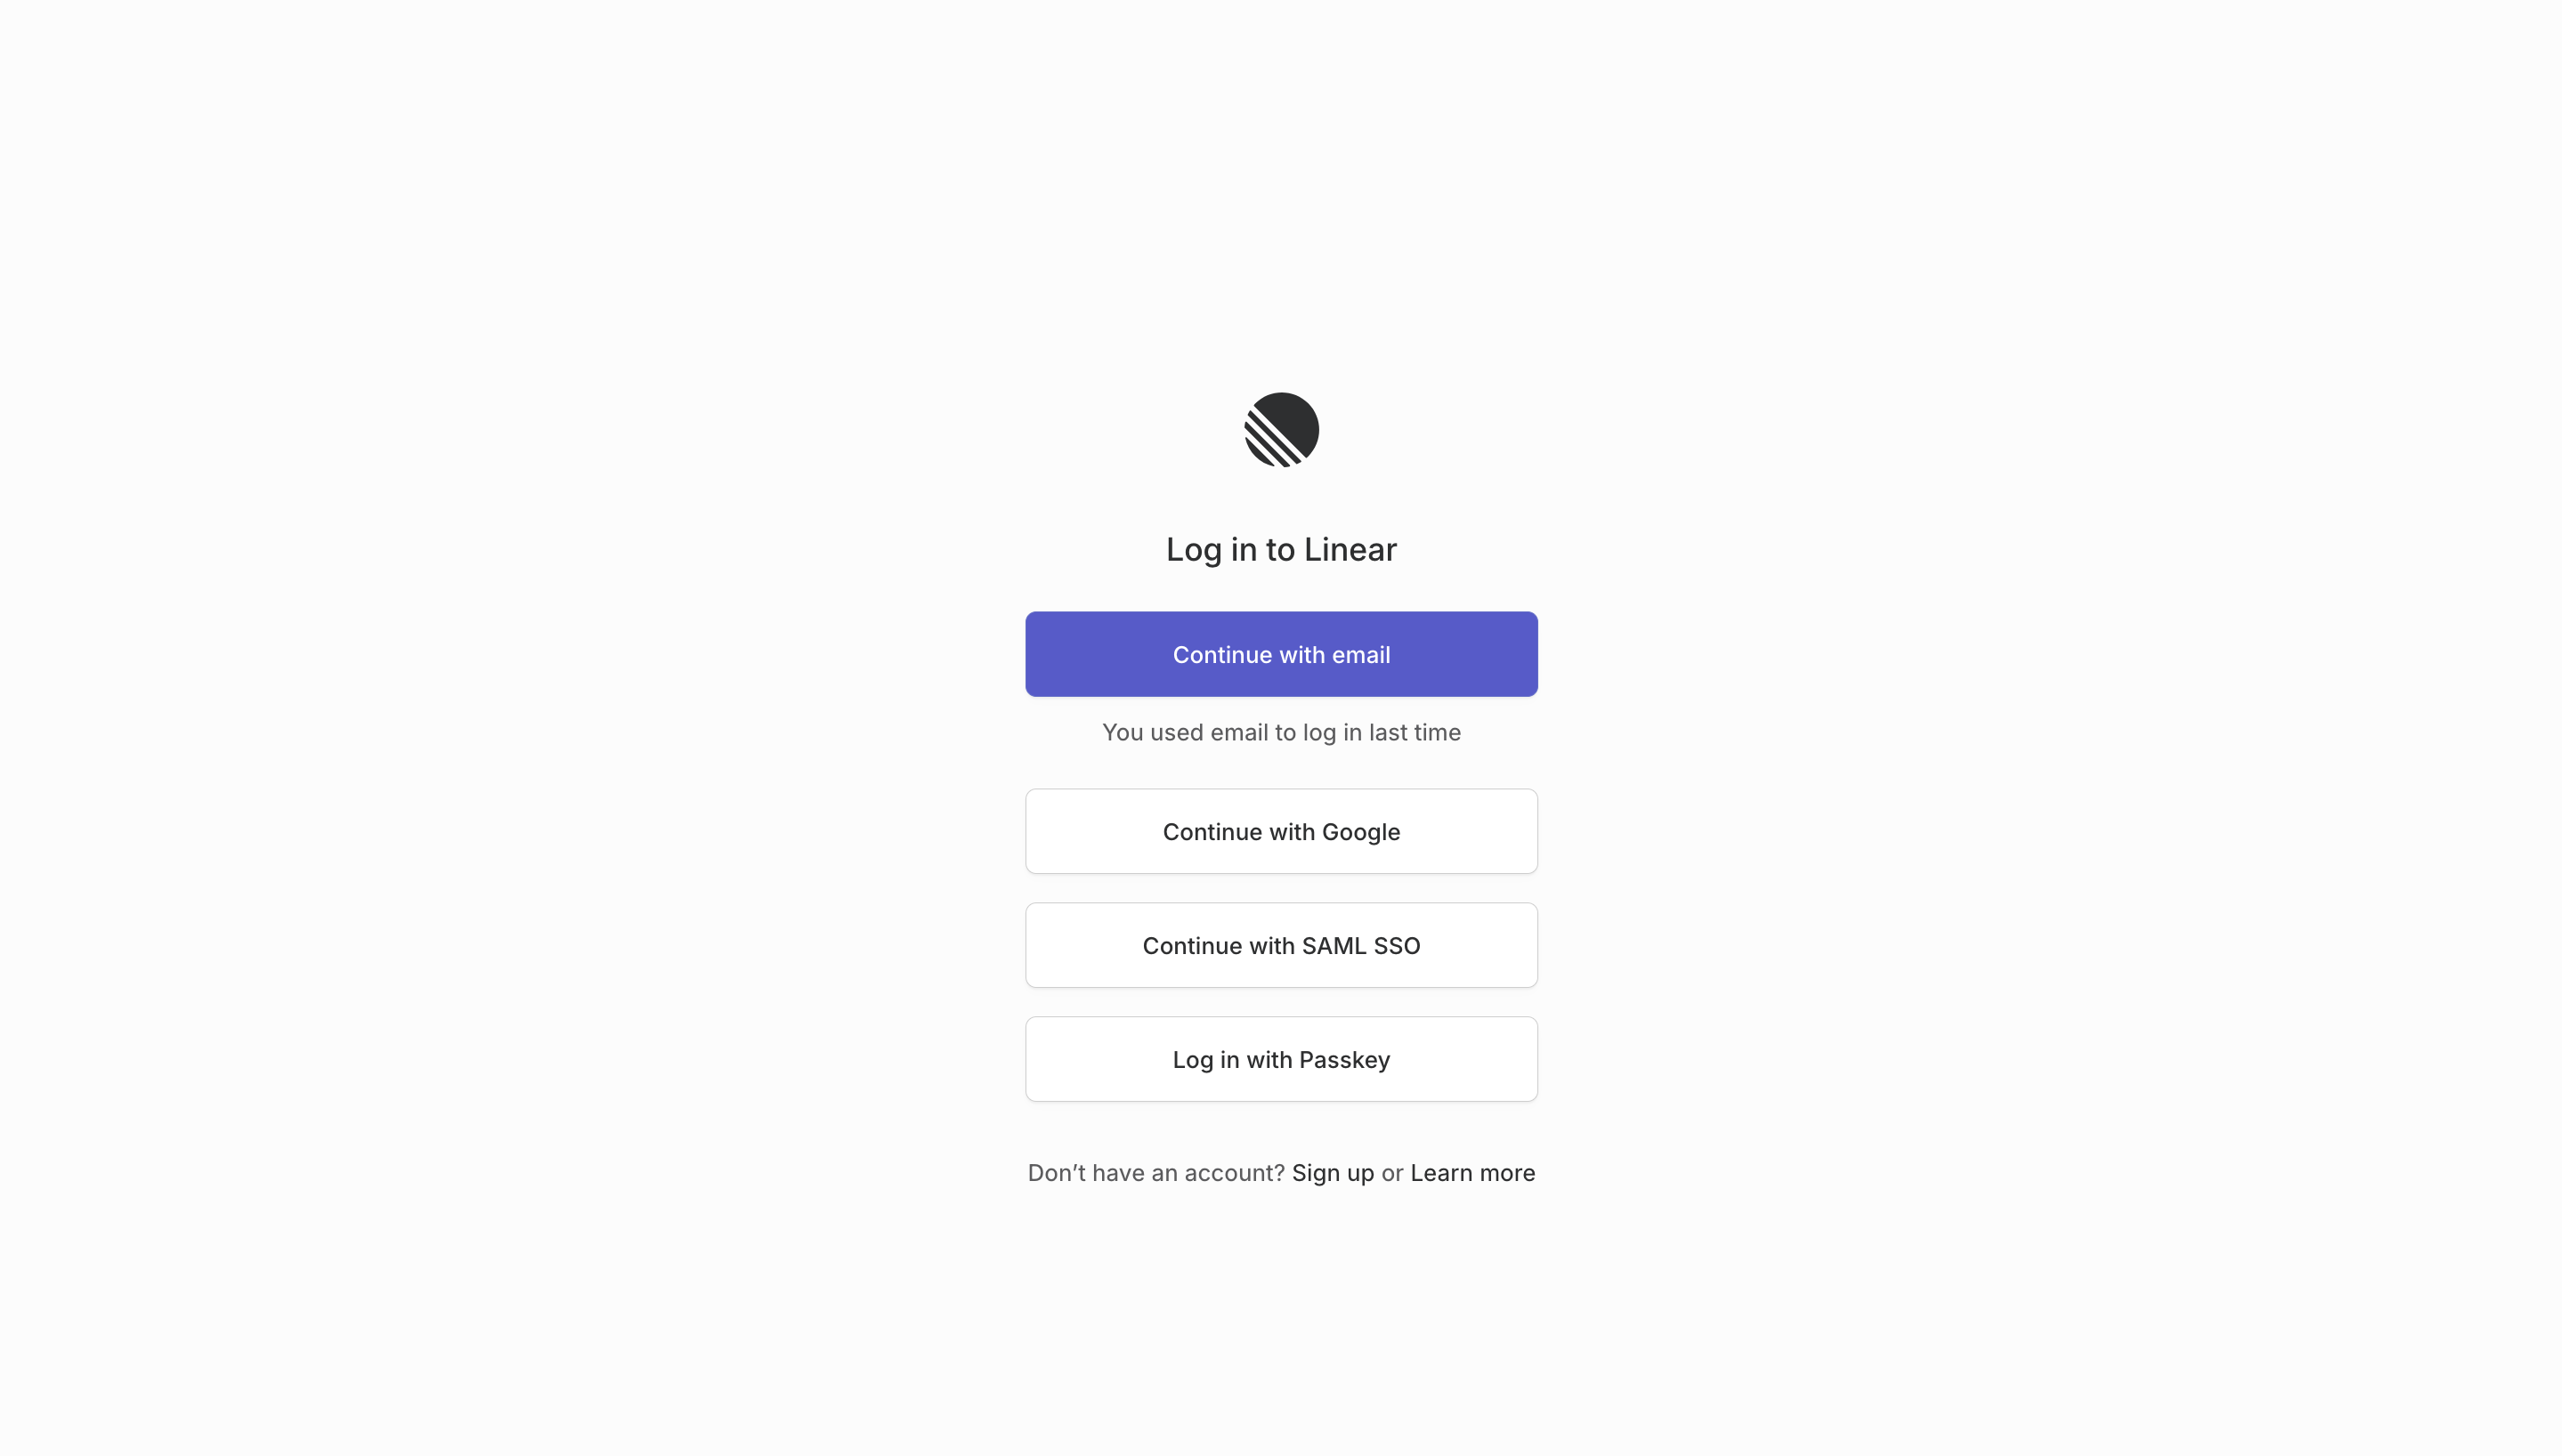 Log in to Linear
Continue with email
You used email to log in last time
Continue with Google
Continue with SAML SSO
Log in with Passkey
Don’t have an account? Sign up or Learn more